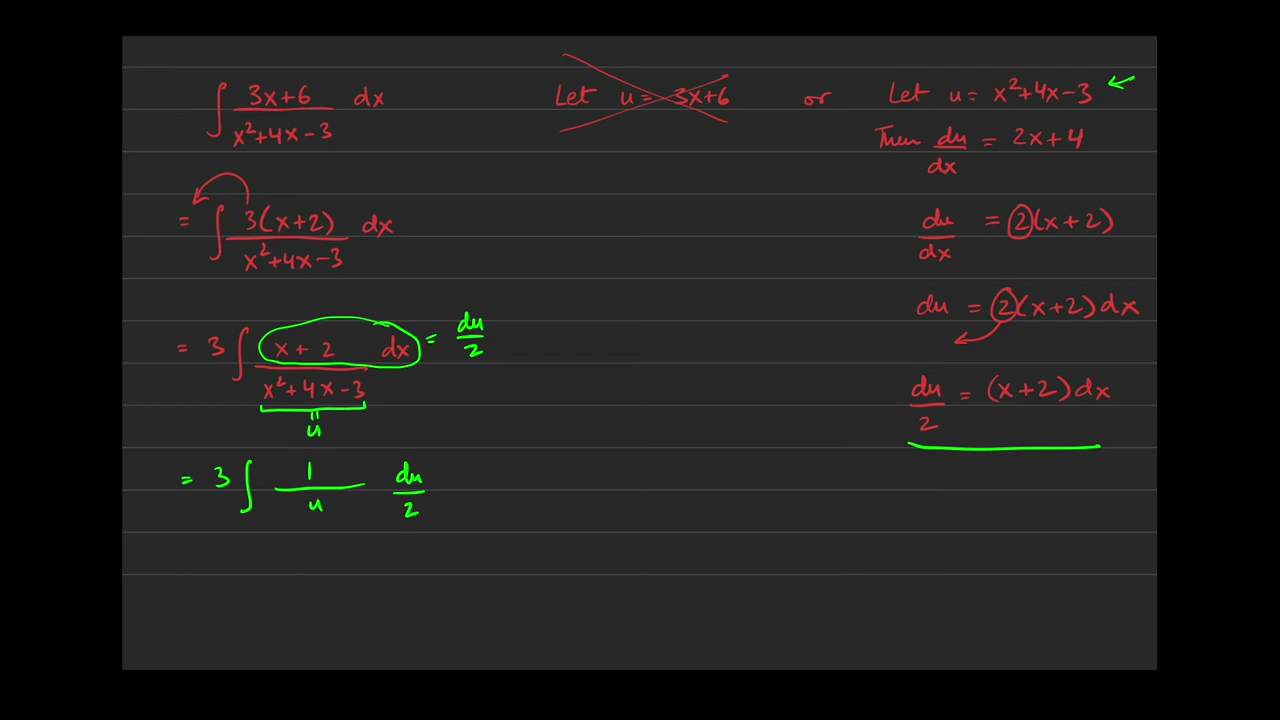 ∫ 3x+6 / x²+4x−3 dx
= ∫ 3(x+2) / x²+4x−3 dx
= 3 ∫ x+2 dx / x²+4x−3 = du/2
u
= 3 ∫ 1/u du/2
Let u = 3x+6 or Let u = x²+4x−3
Then du/dx = 2x+4
du/dx = 2(x+2)
du = 2(x+2)dx
du/2 = (x+2)dx